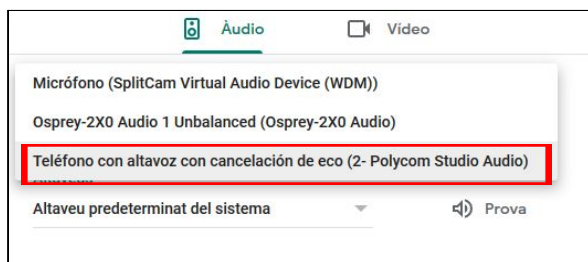 Àudio
Vídeo
Micrófono (SplitCam Virtual Audio Device (WDM))
Osprey-2X0 Audio 1 Unbalanced (Osprey-2X0 Audio)
Teléfono con altavoz con cancelación de eco (2- Polycom Studio Audio)
Altaveu predeterminat del sistema
Prova